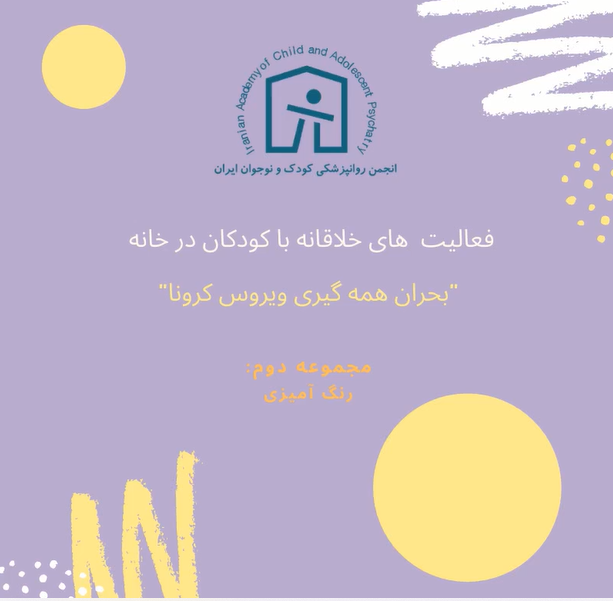 Iranian Academy of Child and Adolescent Psychatry
انجمن روانپزشکی کودک و نوجوان ایران
فعالیت های خلاقانه با کودکان در خانه
"بحران همه گیری ویروس کرونا"
مجموعه دوم:
رنگ آمیزی